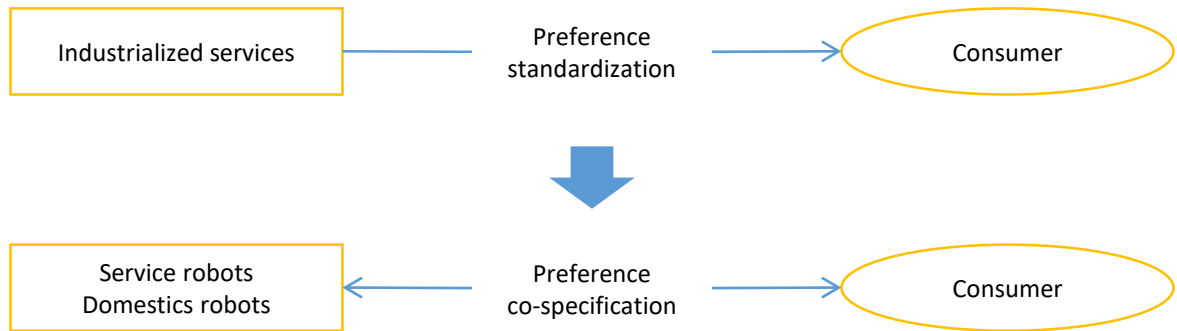 Industrialized services
Preference
standardization
Consumer
Service robots
Domestics robots
Preference
co-specification
Consumer